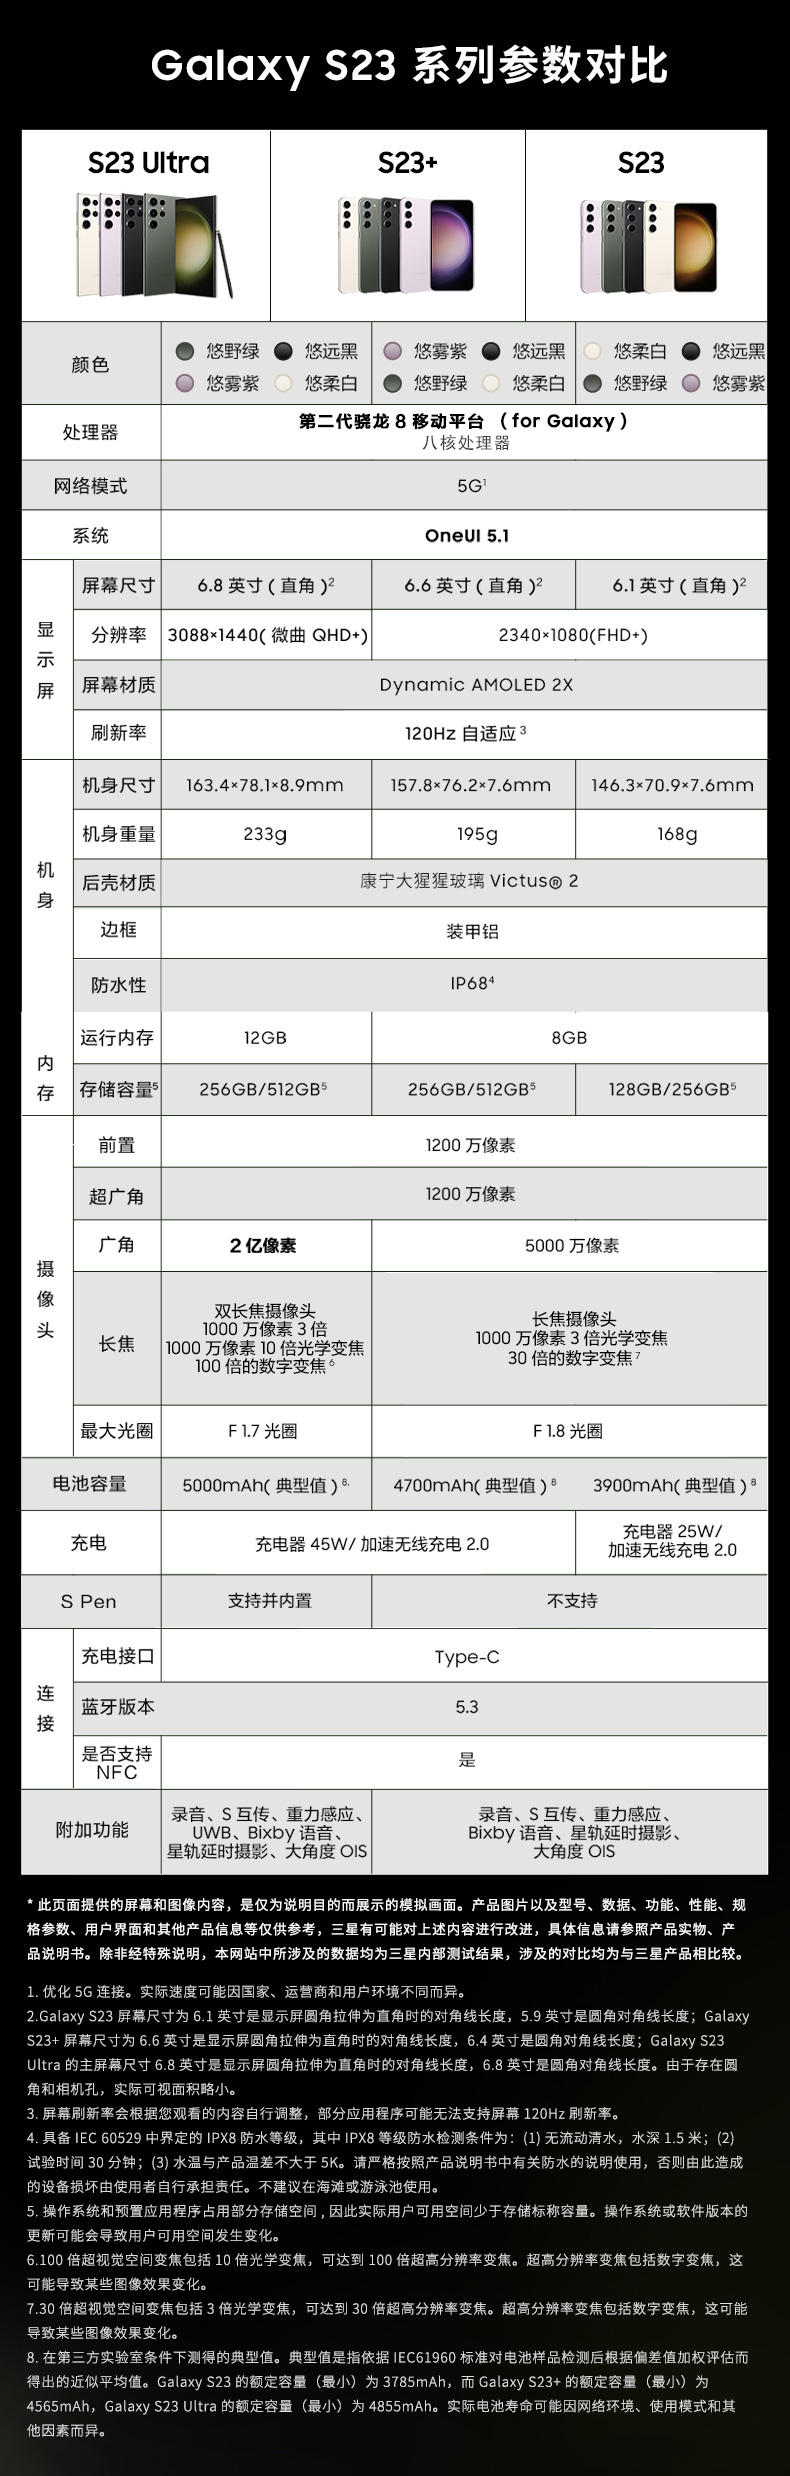 Galaxy S23 系列参数对比
S23 Ultra
S23+
S23
颜色
悠野绿 悠远黑
悠雾紫 悠柔白
悠雾紫 悠远黑
悠野绿 悠柔白
悠柔白 悠远黑
悠野绿 悠雾紫
处理器
第二代骁龙 8 移动平台 （for Galaxy）
八核处理器
网络模式
5G¹
系统
OneUI 5.1
显示屏
屏幕尺寸
6.8 英寸 ( 直角 )²
6.6 英寸 ( 直角 )²
6.1 英寸 ( 直角 )²
分辨率
3088×1440( 微曲 QHD+)
2340×1080(FHD+)
屏幕材质
Dynamic AMOLED 2X
刷新率
120Hz 自适应³
机身
机身尺寸
163.4×78.1×8.9mm
157.8×76.2×7.6mm
146.3×70.9×7.6mm
机身重量
233g
195g
168g
后壳材质
康宁大猩猩玻璃 Victus® 2
边框
装甲铝
防水性
IP68⁴
内存
运行内存
12GB
8GB
存储容量⁵
256GB/512GB⁵
256GB/512GB⁵
128GB/256GB⁵
摄像头
前置
1200 万像素
超广角
1200 万像素
广角
2 亿像素
5000 万像素
长焦
双长焦摄像头
1000 万像素 3 倍
1000 万像素 10 倍光学变焦
100 倍的数字变焦⁶
长焦摄像头
1000 万像素 3 倍光学变焦
30 倍的数字变焦⁷
最大光圈
F 1.7 光圈
F 1.8 光圈
电池容量
5000mAh( 典型值 )⁸·
4700mAh( 典型值 )⁸
3900mAh( 典型值 )⁸
充电
充电器 45W/ 加速无线充电 2.0
充电器 25W/
加速无线充电 2.0
S Pen
支持并内置
不支持
连接
充电接口
Type-C
蓝牙版本
5.3
是否支持
NFC
是
附加功能
录音、S 互传、重力感应、
UWB、Bixby 语音、
星轨延时摄影、大角度 OIS
录音、S 互传、重力感应、
Bixby 语音、星轨延时摄影、
大角度 OIS
* 此页面提供的屏幕和图像内容，是仅为说明目的而展示的模拟画面。产品图片以及型号、数据、功能、性能、规
格参数、用户界面和其他产品信息等仅供参考，三星有可能对上述内容进行改进，具体信息请参照产品实物、产
品说明书。除非经特殊说明，本网站中所涉及的数据均为三星内部测试结果，涉及的对比均为与三星产品相比较。
1. 优化 5G 连接。实际速度可能因国家、运营商和用户环境不同而异。
2.Galaxy S23 屏幕尺寸为 6.1 英寸是显示屏圆角拉伸为直角时的对角线长度，5.9 英寸是圆角对角线长度；Galaxy
S23+ 屏幕尺寸为 6.6 英寸是显示屏圆角拉伸为直角时的对角线长度，6.4 英寸是圆角对角线长度；Galaxy S23
Ultra 的主屏幕尺寸 6.8 英寸是显示屏圆角拉伸为直角时的对角线长度，6.8 英寸是圆角对角线长度。由于存在圆
角和相机孔，实际可视面积略小。
3. 屏幕刷新率会根据您观看的内容自行调整，部分应用程序可能无法支持屏幕 120Hz 刷新率。
4. 具备 IEC 60529 中界定的 IPX8 防水等级，其中 IPX8 等级防水检测条件为：(1) 无流动清水，水深 1.5 米；(2)
试验时间 30 分钟；(3) 水温与产品温差不大于 5K。请严格按照产品说明书中有关防水的说明使用，否则由此造成
的设备损坏由使用者自行承担责任。不建议在海滩或游泳池使用。
5. 操作系统和预置应用程序占用部分存储空间 , 因此实际用户可用空间少于存储标称容量。操作系统或软件版本的
更新可能会导致用户可用空间发生变化。
6.100 倍超视觉空间变焦包括 10 倍光学变焦，可达到 100 倍超高分辨率变焦。超高分辨率变焦包括数字变焦，这
可能导致某些图像效果变化。
7.30 倍超视觉空间变焦包括 3 倍光学变焦，可达到 30 倍超高分辨率变焦。超高分辨率变焦包括数字变焦，这可能
导致某些图像效果变化。
8. 在第三方实验室条件下测得的典型值。典型值是指依据 IEC61960 标准对电池样品检测后根据偏差值加权评估而
得出的近似平均值。Galaxy S23 的额定容量（最小）为 3785mAh，而 Galaxy S23+ 的额定容量（最小）为
4565mAh，Galaxy S23 Ultra 的额定容量（最小）为 4855mAh。实际电池寿命可能因网络环境、使用模式和其
他因素而异。